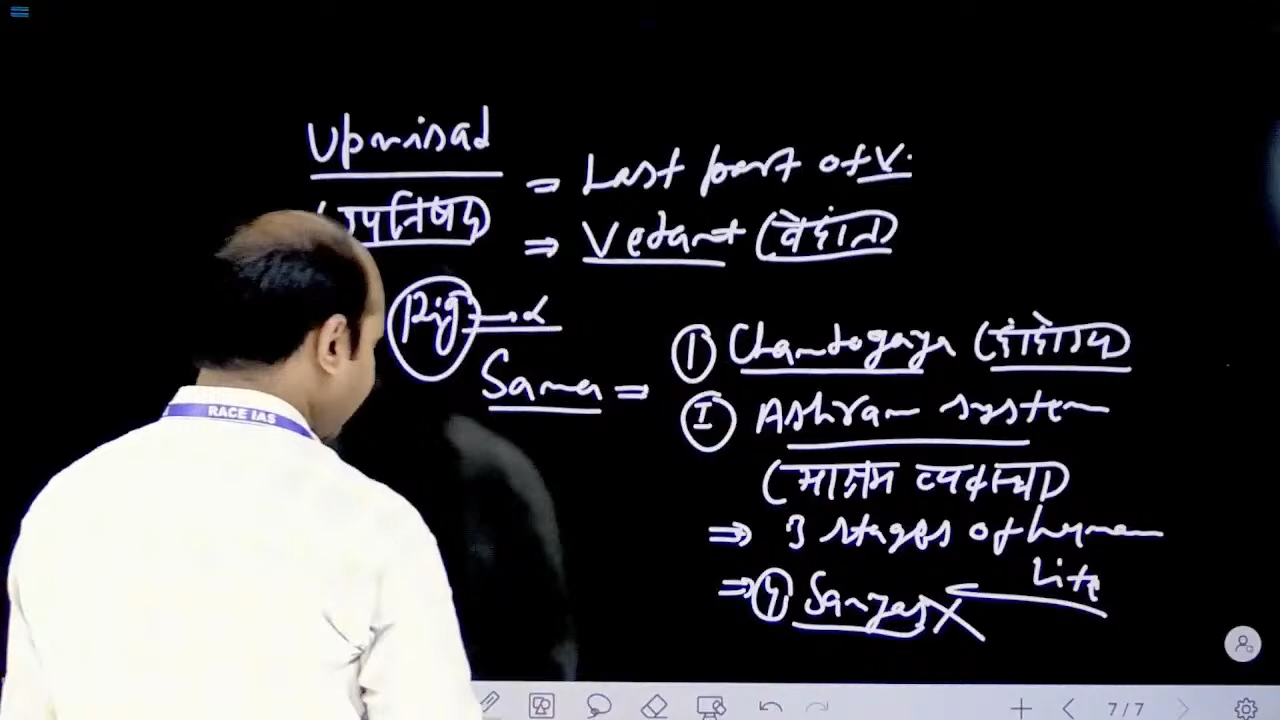 Upnisad
= Last part of V.
उपनिषद)
⇒ Vedant (वेदांत)
Rig → x
Sama =
① Chandogaya (छांदोग्य)
Ⓘ Ashram system
(आश्रम व्यवस्था)
⇒ 3 stages of human
Life
⇒ ④ Sanyas X
RACE IAS
7/7